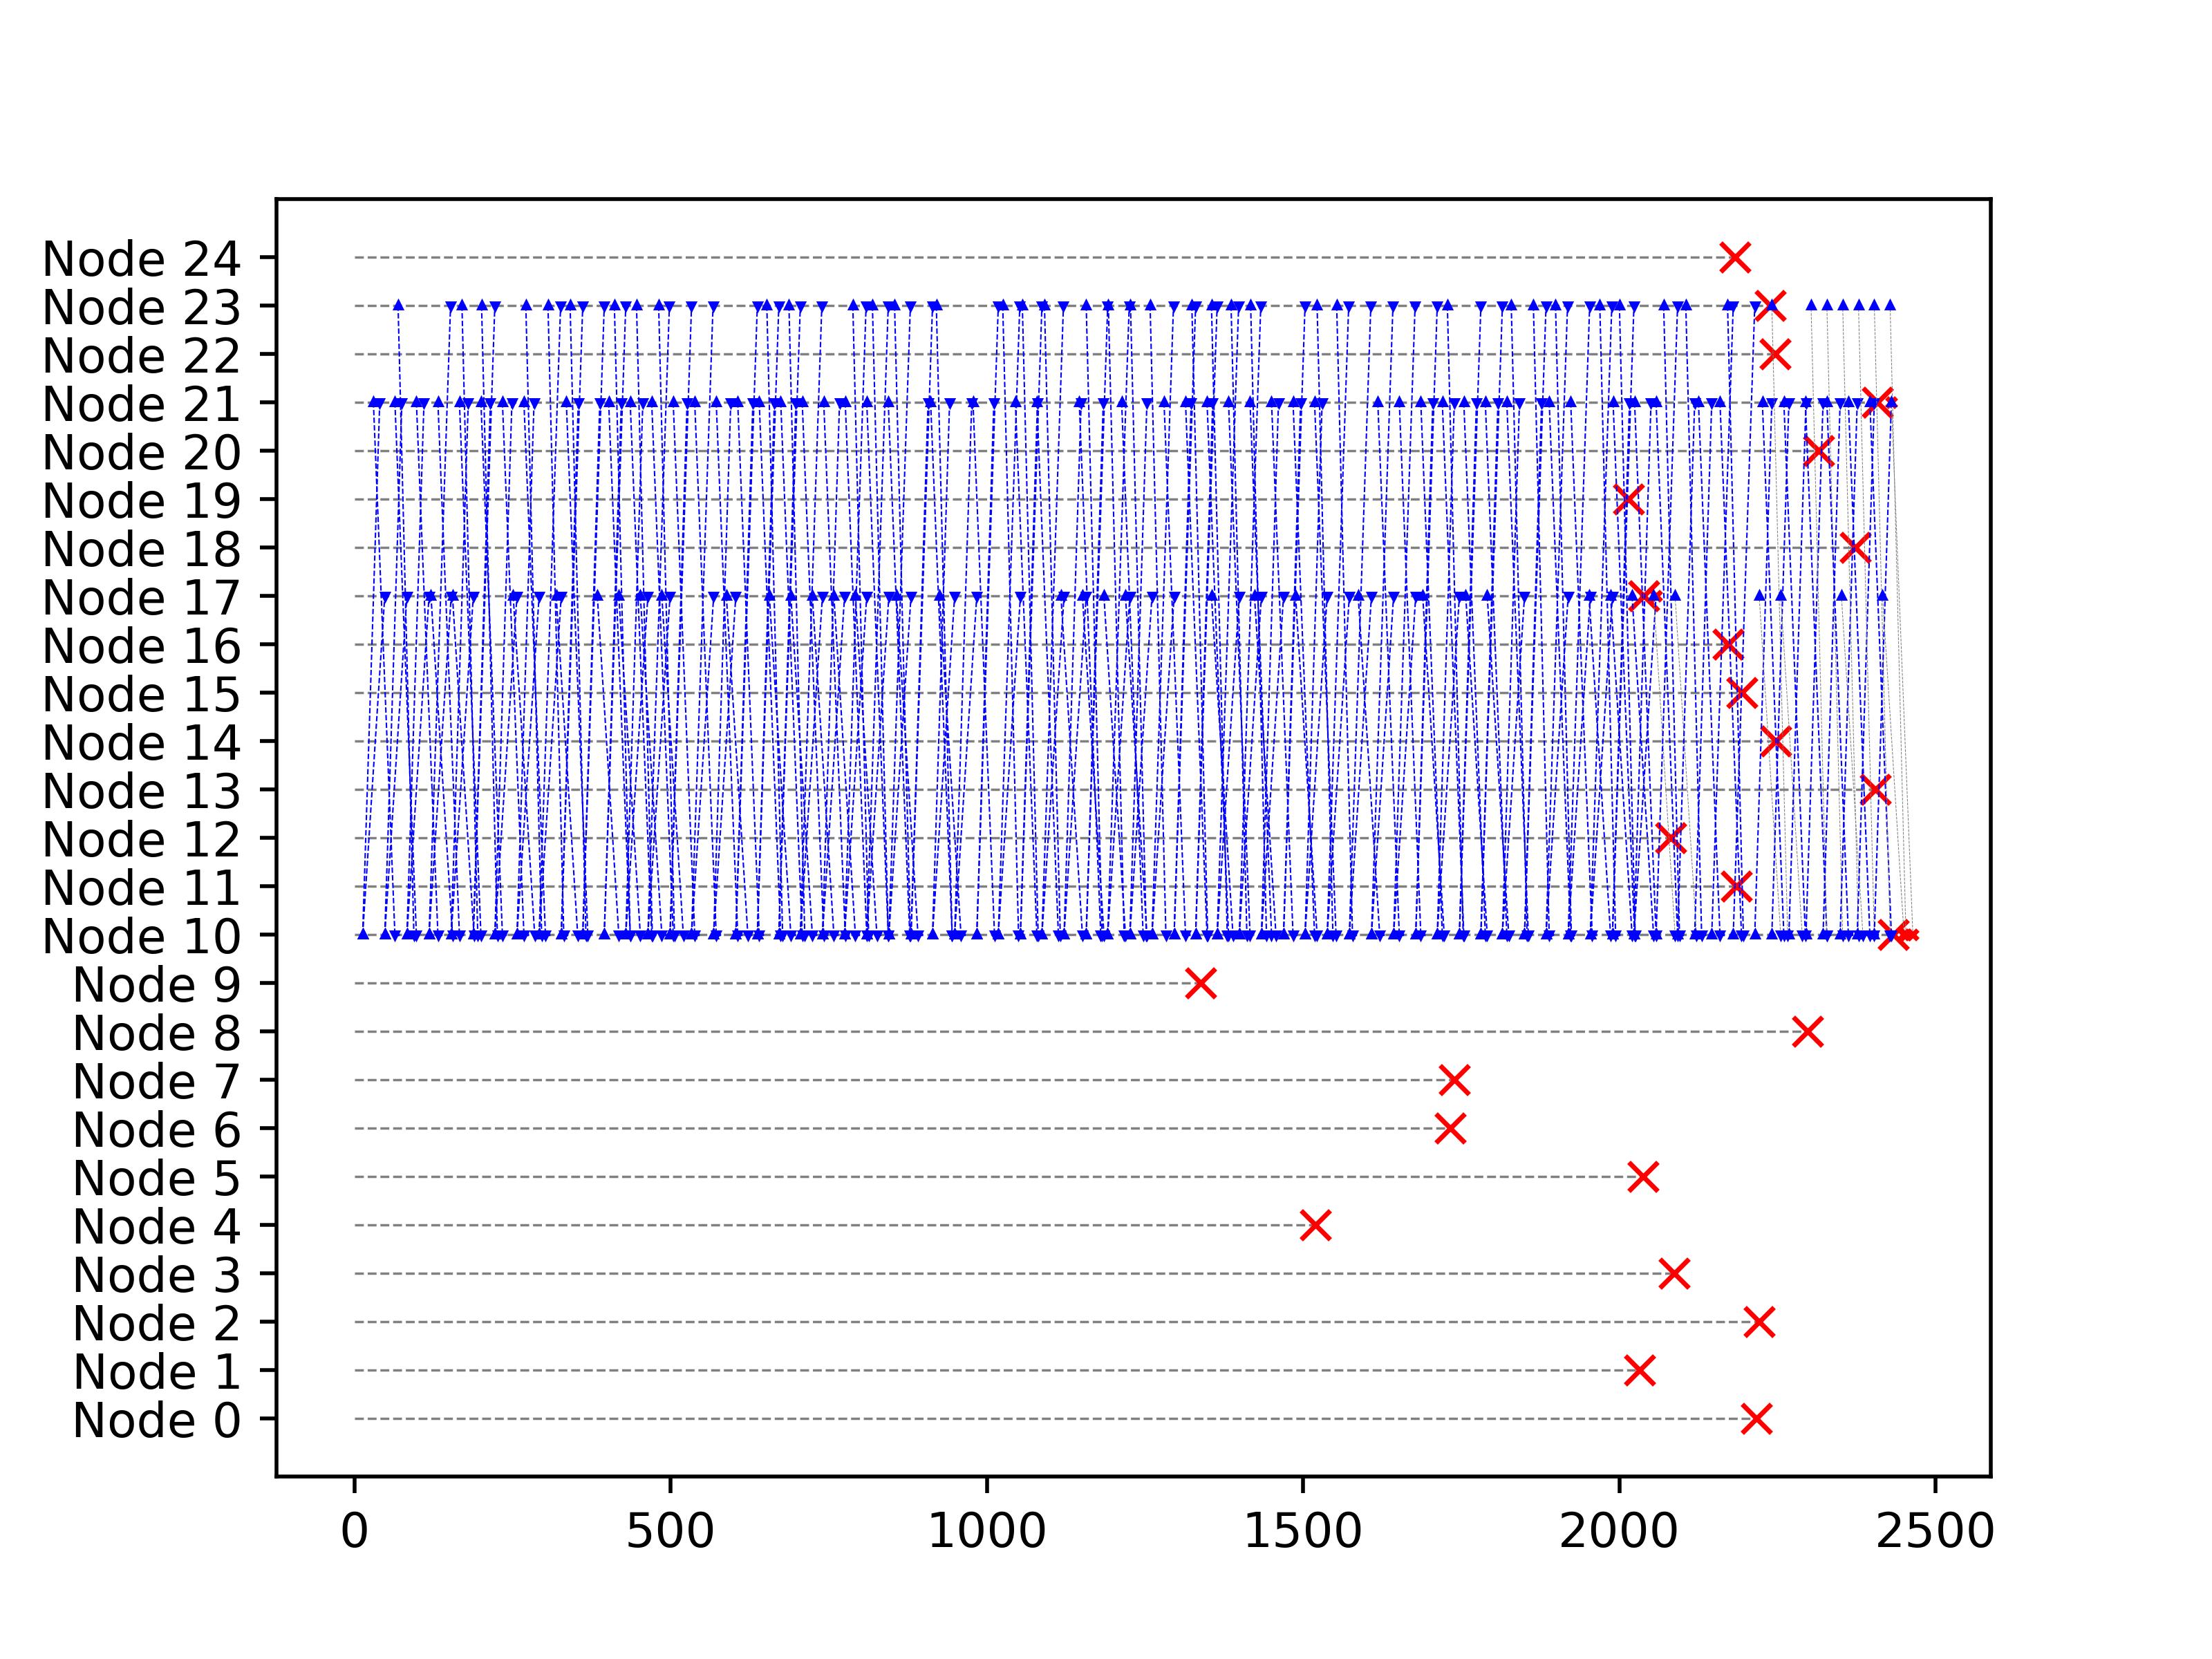 Node 24
Node 23
Node 22
Node 21
Node 20
Node 19
Node 18
Node 17
Node 16
Node 15
Node 14
Node 13
Node 12
Node 11
Node 10
Node 9
Node 8
Node 7
Node 6
Node 5
Node 4
Node 3
Node 2
Node 1
Node 0
0 500 1000 1500 2000 2500